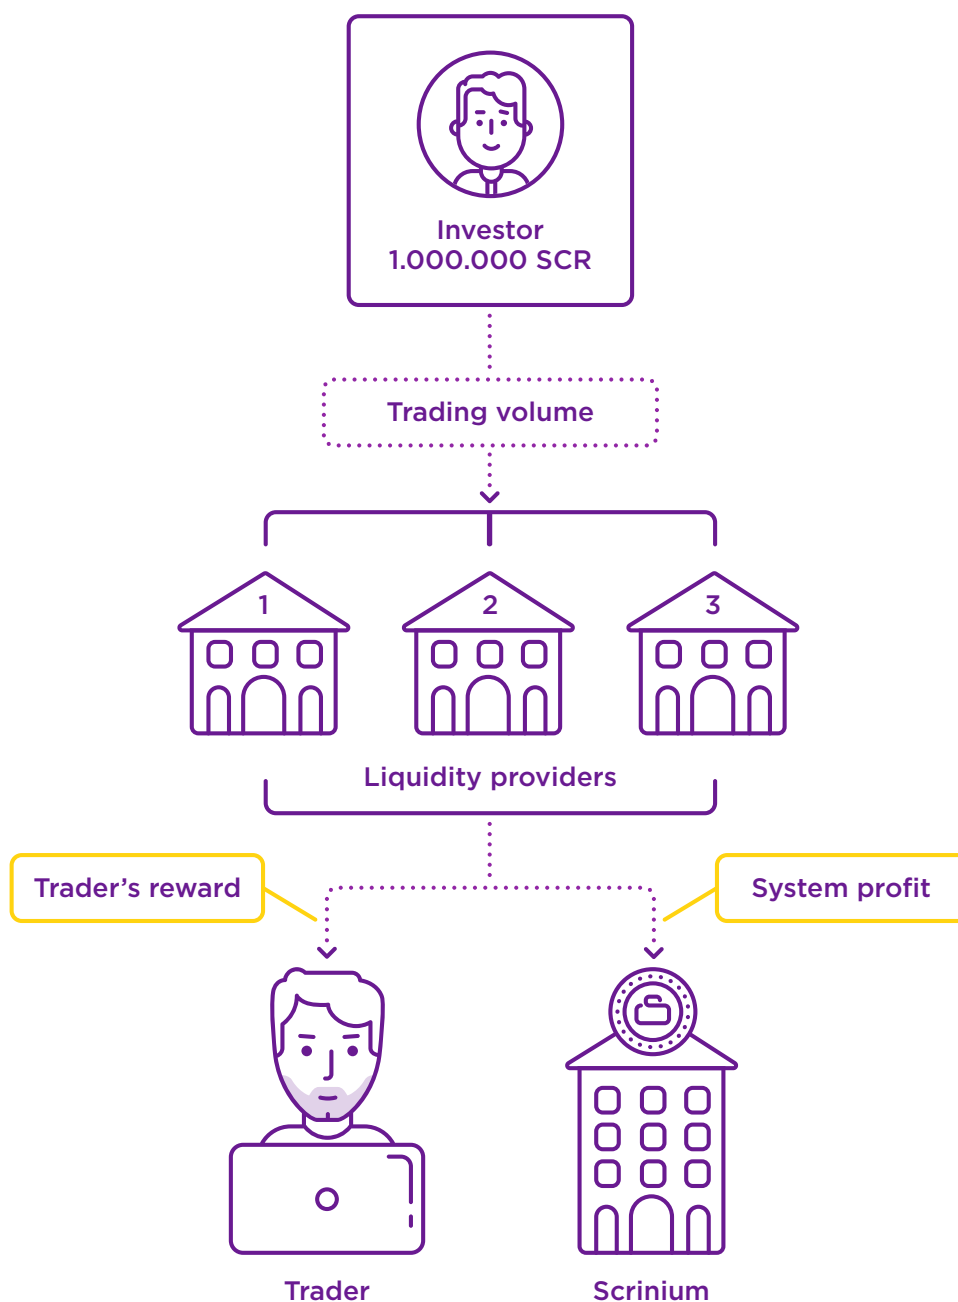 Investor
1.000.000 SCR
Trading volume
1
2
3
Liquidity providers
Trader’s reward
System profit
Trader
Scrinium